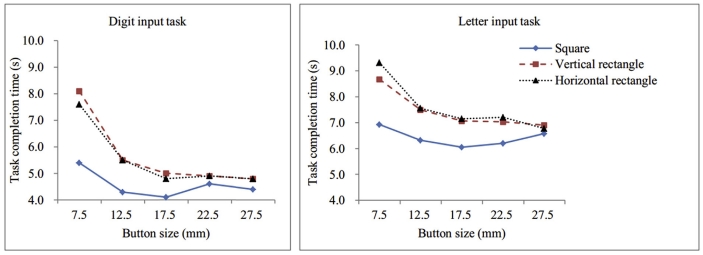 Digit input task
Task completion time (s)
10.0
9.0
8.0
7.0
6.0
5.0
4.0
7.5 12.5 17.5 22.5 27.5
Button size (mm)
Letter input task
Task completion time (s)
10.0
9.0
8.0
7.0
6.0
5.0
4.0
7.5 12.5 17.5 22.5 27.5
Button size (mm)
Square
Vertical rectangle
Horizontal rectangle